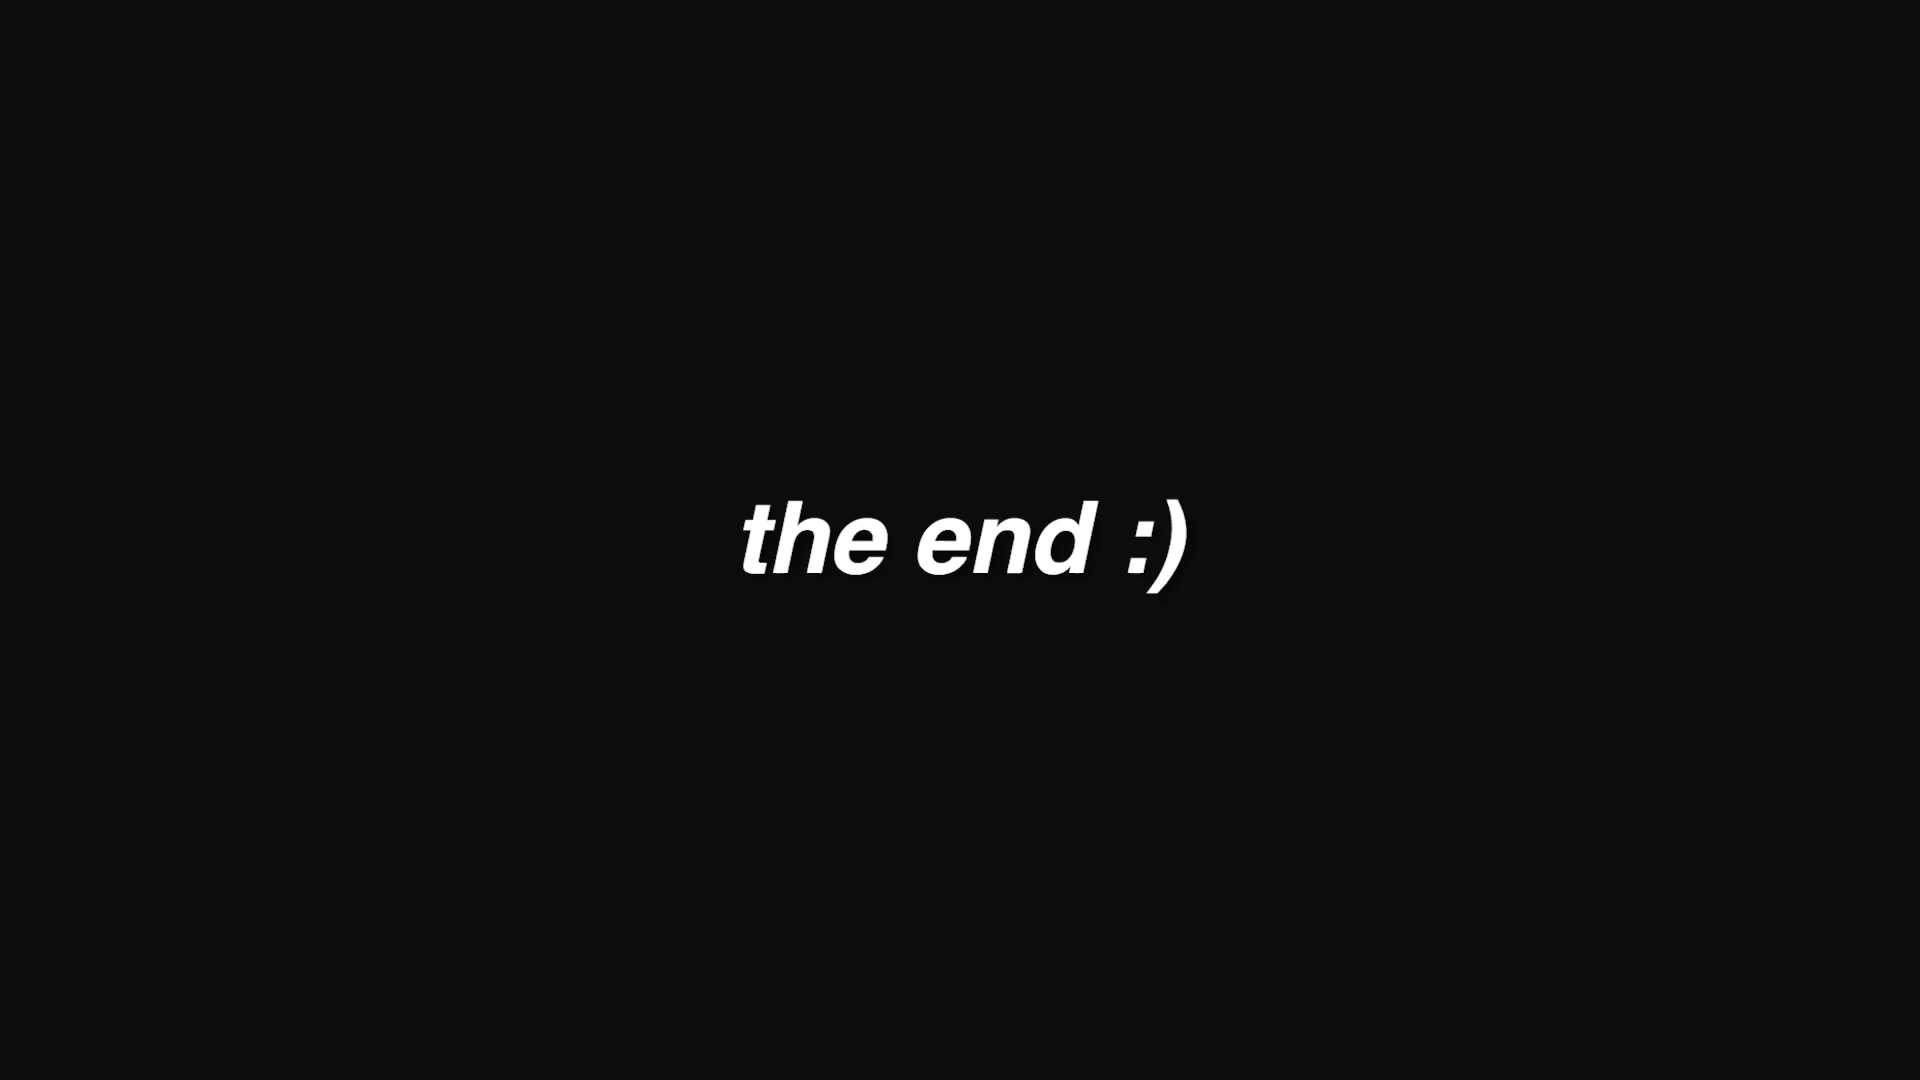 the end :)